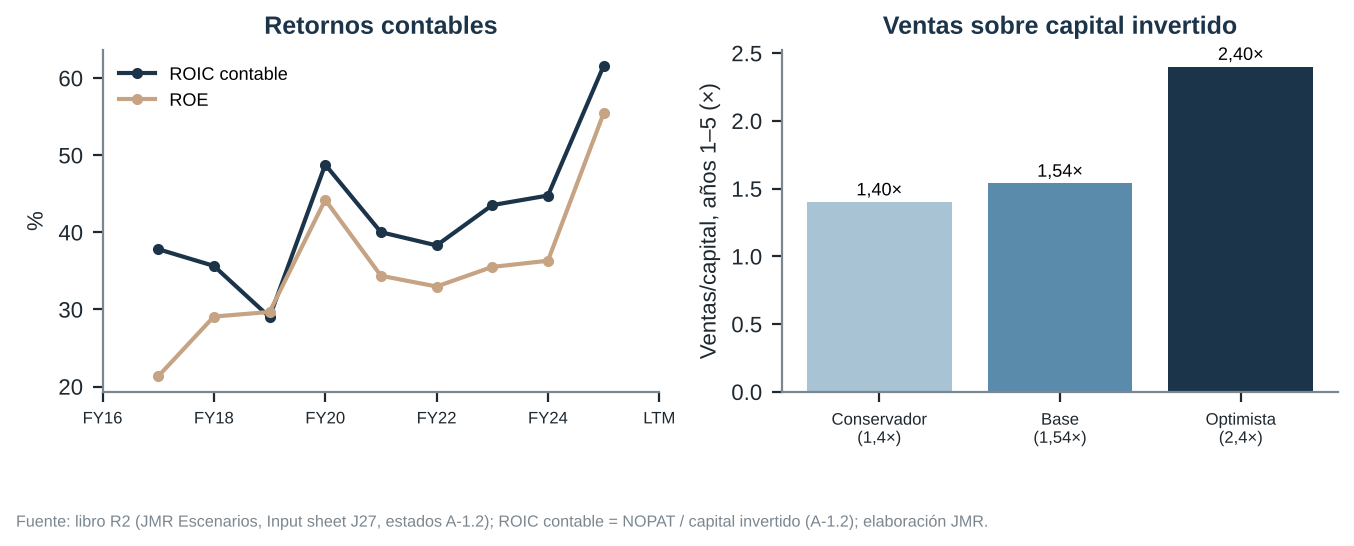 Retornos contables
ROIC contable
ROE
%
60
50
40
30
20
FY16
FY18
FY20
FY22
FY24
LTM
Ventas sobre capital invertido
Ventas/capital, años 1–5 (×)
2.5
2.0
1.5
1.0
0.5
0.0
1,40×
1,54×
2,40×
Conservador
(1,4×)
Base
(1,54×)
Optimista
(2,4×)
Fuente: libro R2 (JMR Escenarios, Input sheet J27, estados A-1.2); ROIC contable = NOPAT / capital invertido (A-1.2); elaboración JMR.